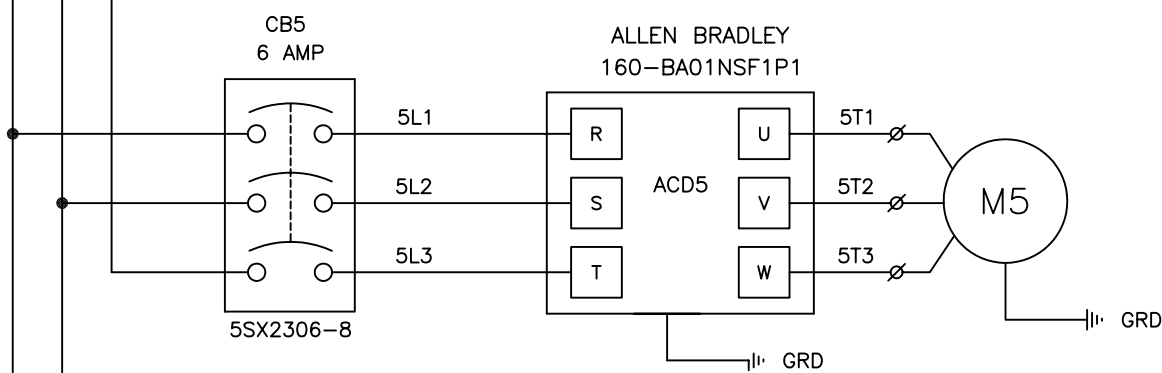 CB5
6 AMP
ALLEN BRADLEY
160-BA01NSF1P1
5L1
R
U
5T1
5L2
S
ACD5
V
5T2
M5
5L3
T
W
5T3
5SX2306-8
GRD
GRD